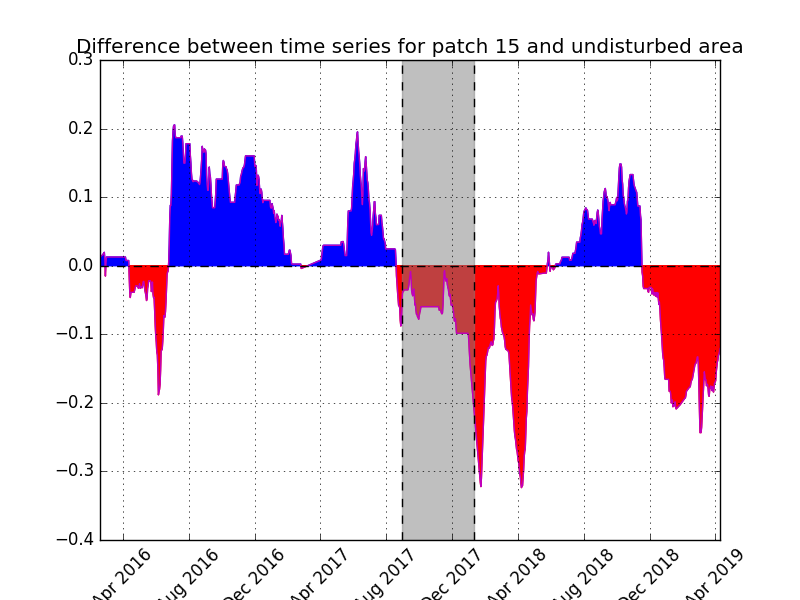 Difference between time series for patch 15 and undisturbed area
0.3
0.2
0.1
0.0
−0.1
−0.2
−0.3
−0.4
Apr 2016
Aug 2016
Dec 2016
Apr 2017
Aug 2017
Dec 2017
Apr 2018
Aug 2018
Dec 2018
Apr 2019